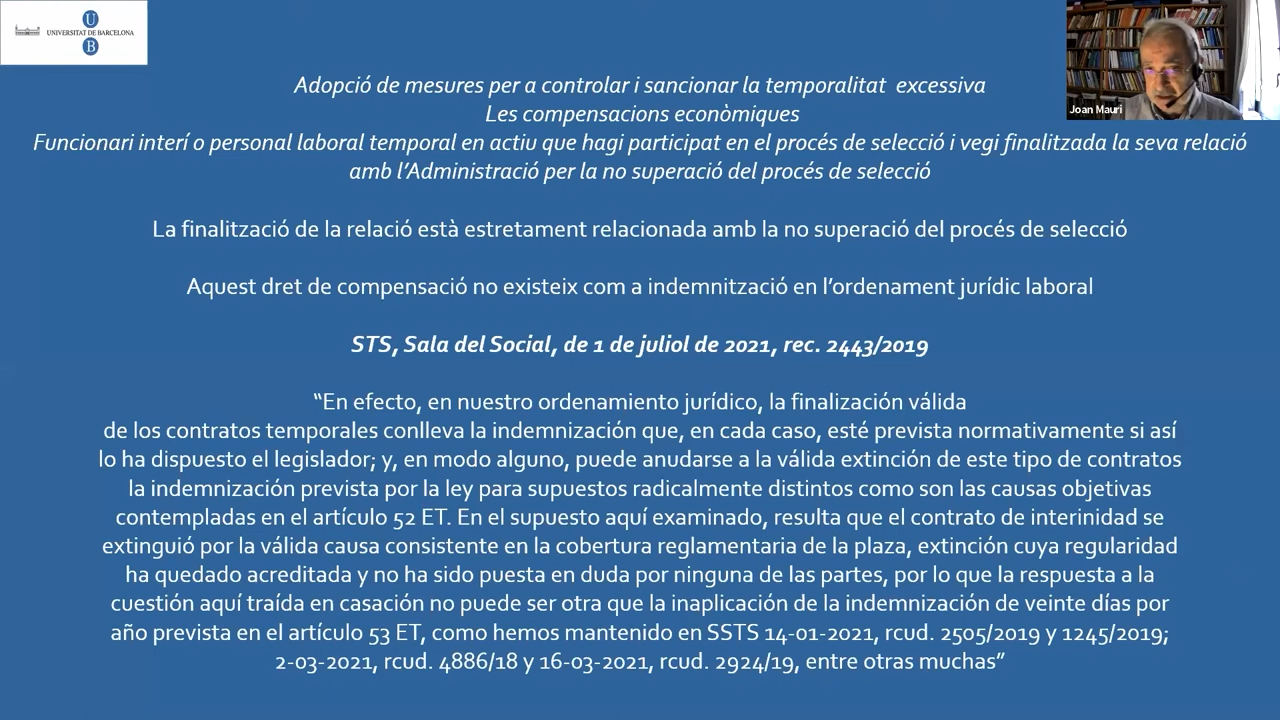 UNIVERSITAT DE BARCELONA
U
B
Joan Mauri
Adopció de mesures per a controlar i sancionar la temporalitat excessiva
Les compensacions econòmiques
Funcionari interí o personal laboral temporal en actiu que hagi participat en el procés de selecció i vegi finalitzada la seva relació
amb l’Administració per la no superació del procés de selecció
La finalització de la relació està estretament relacionada amb la no superació del procés de selecció
Aquest dret de compensació no existeix com a indemnització en l’ordenament jurídic laboral
STS, Sala del Social, de 1 de juliol de 2021, rec. 2443/2019
“En efecto, en nuestro ordenamiento jurídico, la finalización válida
de los contratos temporales conlleva la indemnización que, en cada caso, esté prevista normativamente si así
lo ha dispuesto el legislador; y, en modo alguno, puede anudarse a la válida extinción de este tipo de contratos
la indemnización prevista por la ley para supuestos radicalmente distintos como son las causas objetivas
contempladas en el artículo 52 ET. En el supuesto aquí examinado, resulta que el contrato de interinidad se
extinguió por la válida causa consistente en la cobertura reglamentaria de la plaza, extinción cuya regularidad
ha quedado acreditada y no ha sido puesta en duda por ninguna de las partes, por lo que la respuesta a la
cuestión aquí traída en casación no puede ser otra que la inaplicación de la indemnización de veinte días por
año prevista en el artículo 53 ET, como hemos mantenido en SSTS 14-01-2021, rcud. 2505/2019 y 1245/2019;
2-03-2021, rcud. 4886/18 y 16-03-2021, rcud. 2924/19, entre otras muchas”